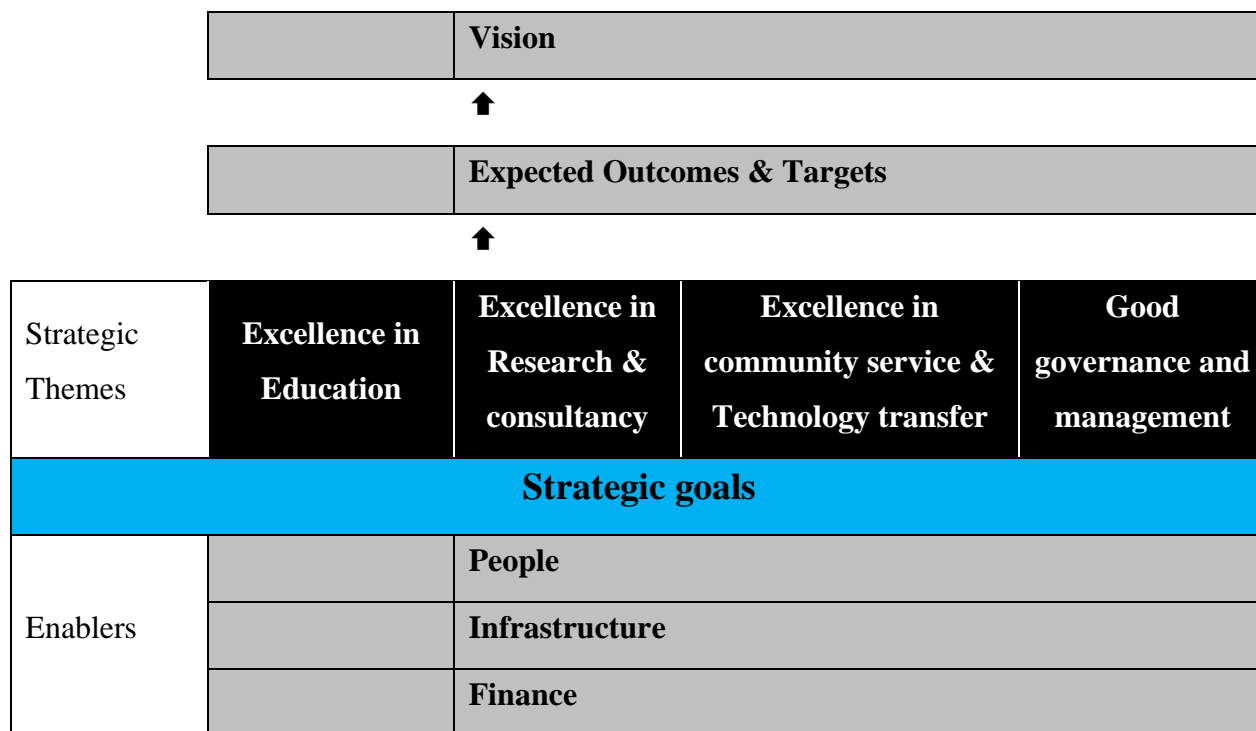 Vision
Expected Outcomes & Targets
Strategic
Themes
Excellence in
Education
Excellence in
Research &
consultancy
Excellence in
community service &
Technology transfer
Good
governance and
management
Strategic goals
Enablers
People
Infrastructure
Finance